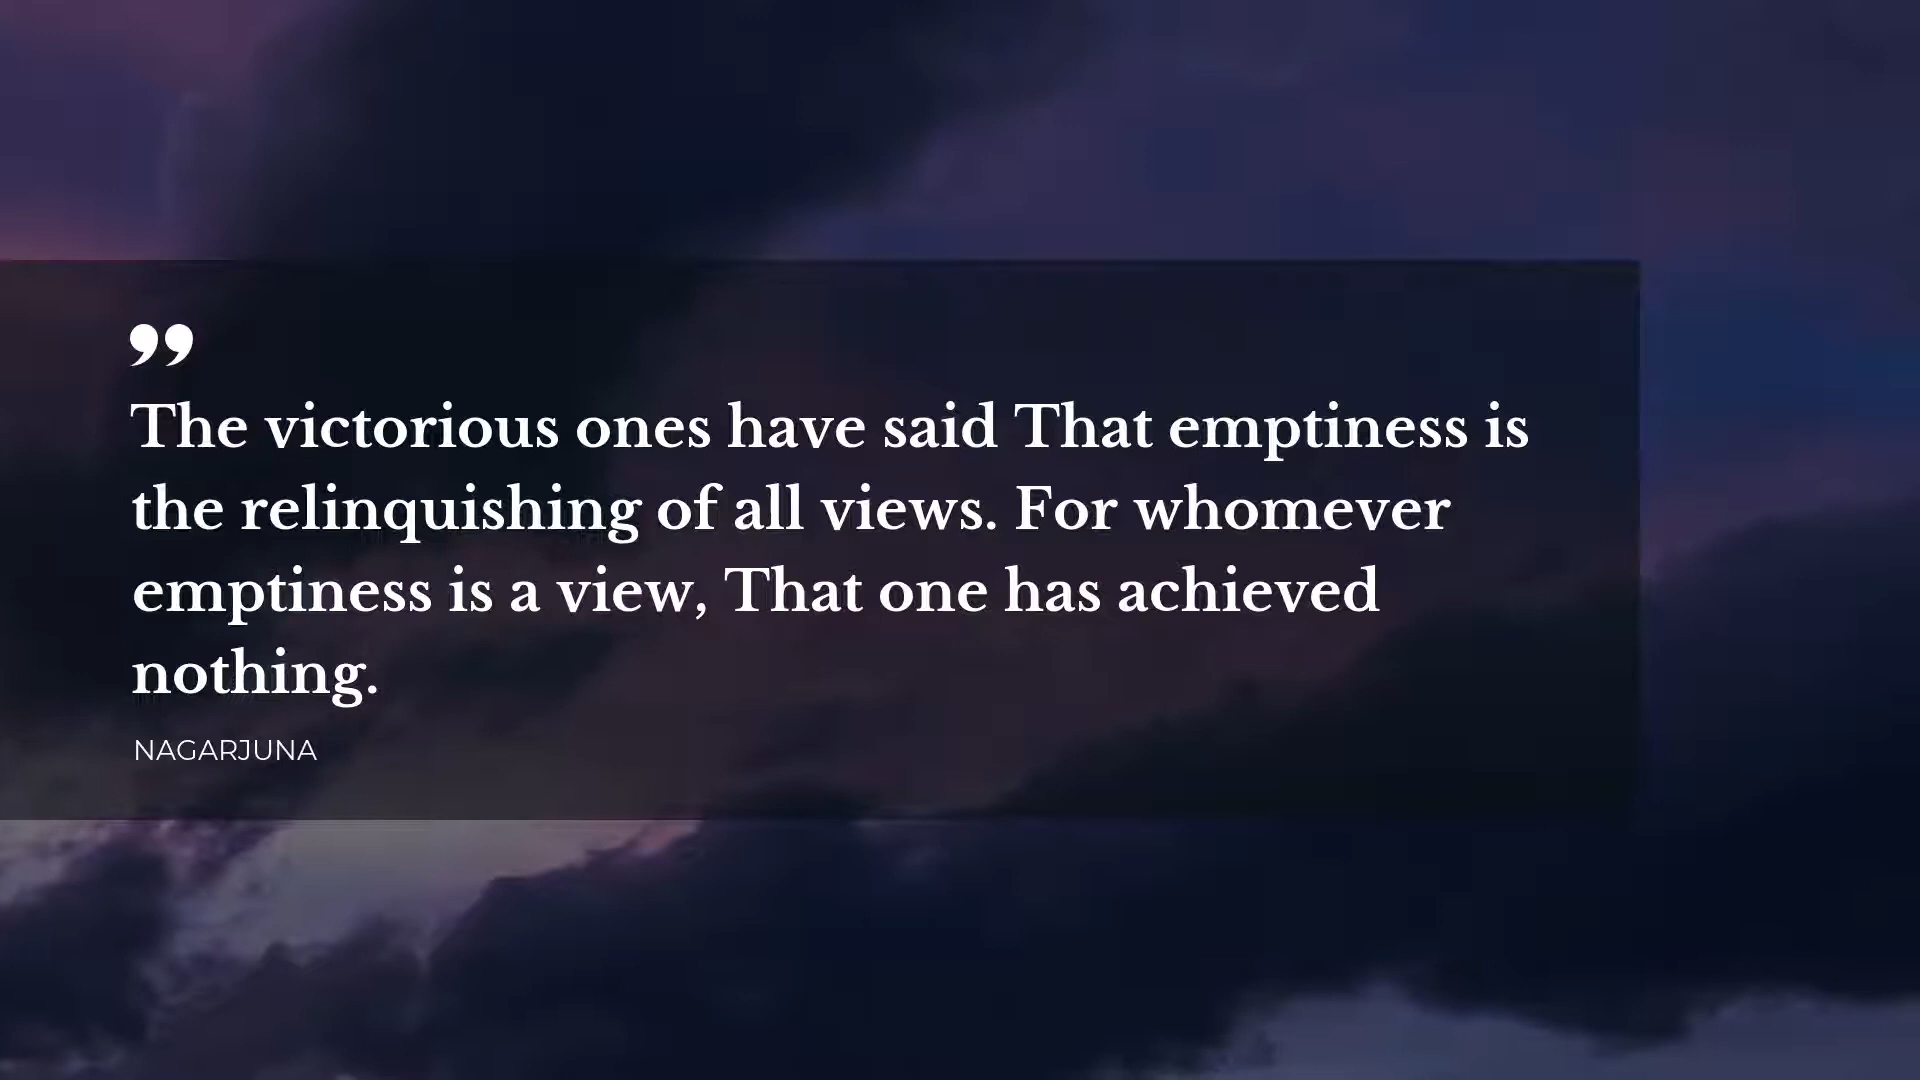 ”
The victorious ones have said That emptiness is
the relinquishing of all views. For whomever
emptiness is a view, That one has achieved
nothing.
NAGARJUNA